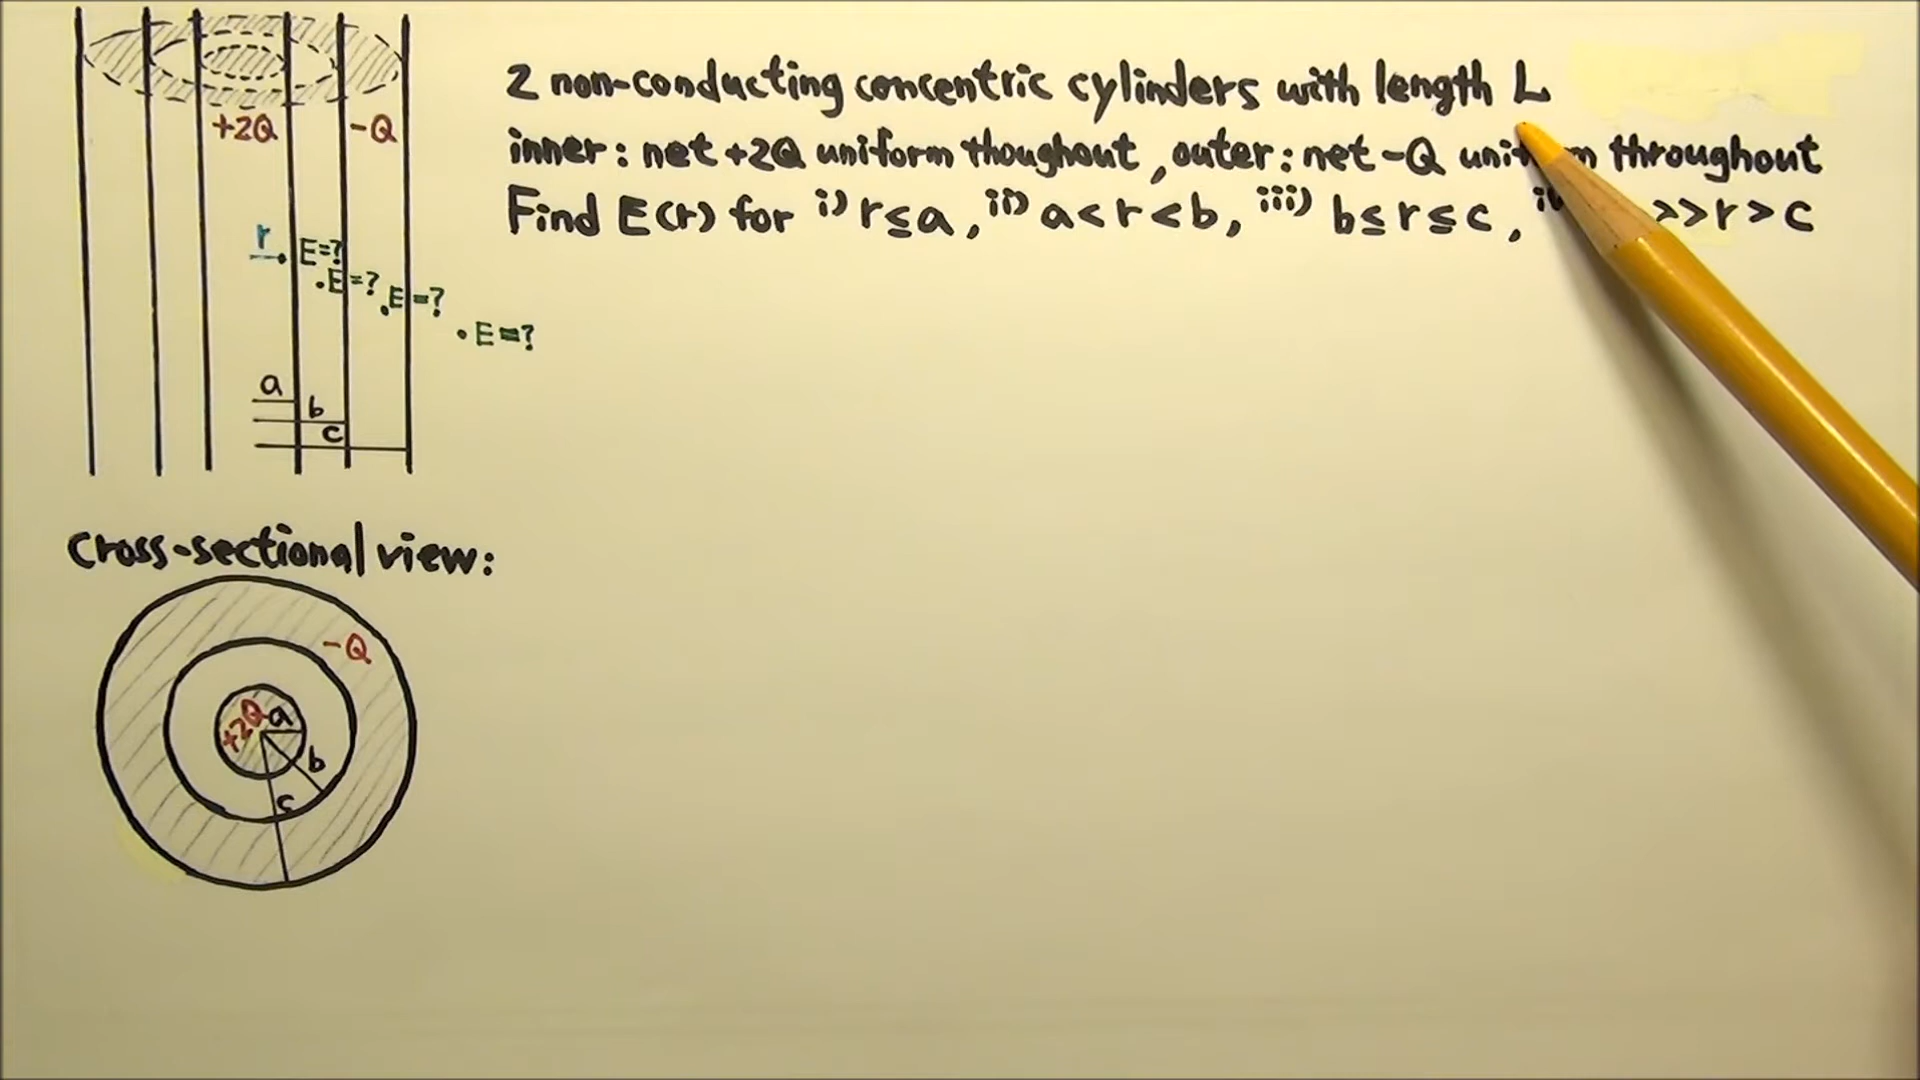 2 non-conducting concentric cylinders with length L
inner: net +2Q uniform thoughout, outer: net -Q throughout
Find E(r) for i) r≤a, ii) a<r<b, iii) b≤r≤c, >>r>c
+2Q
-Q
r
E=?
E=?
E=?
E=?
a
b
c
cross-sectional view:
-Q
+2Q
a
b
c